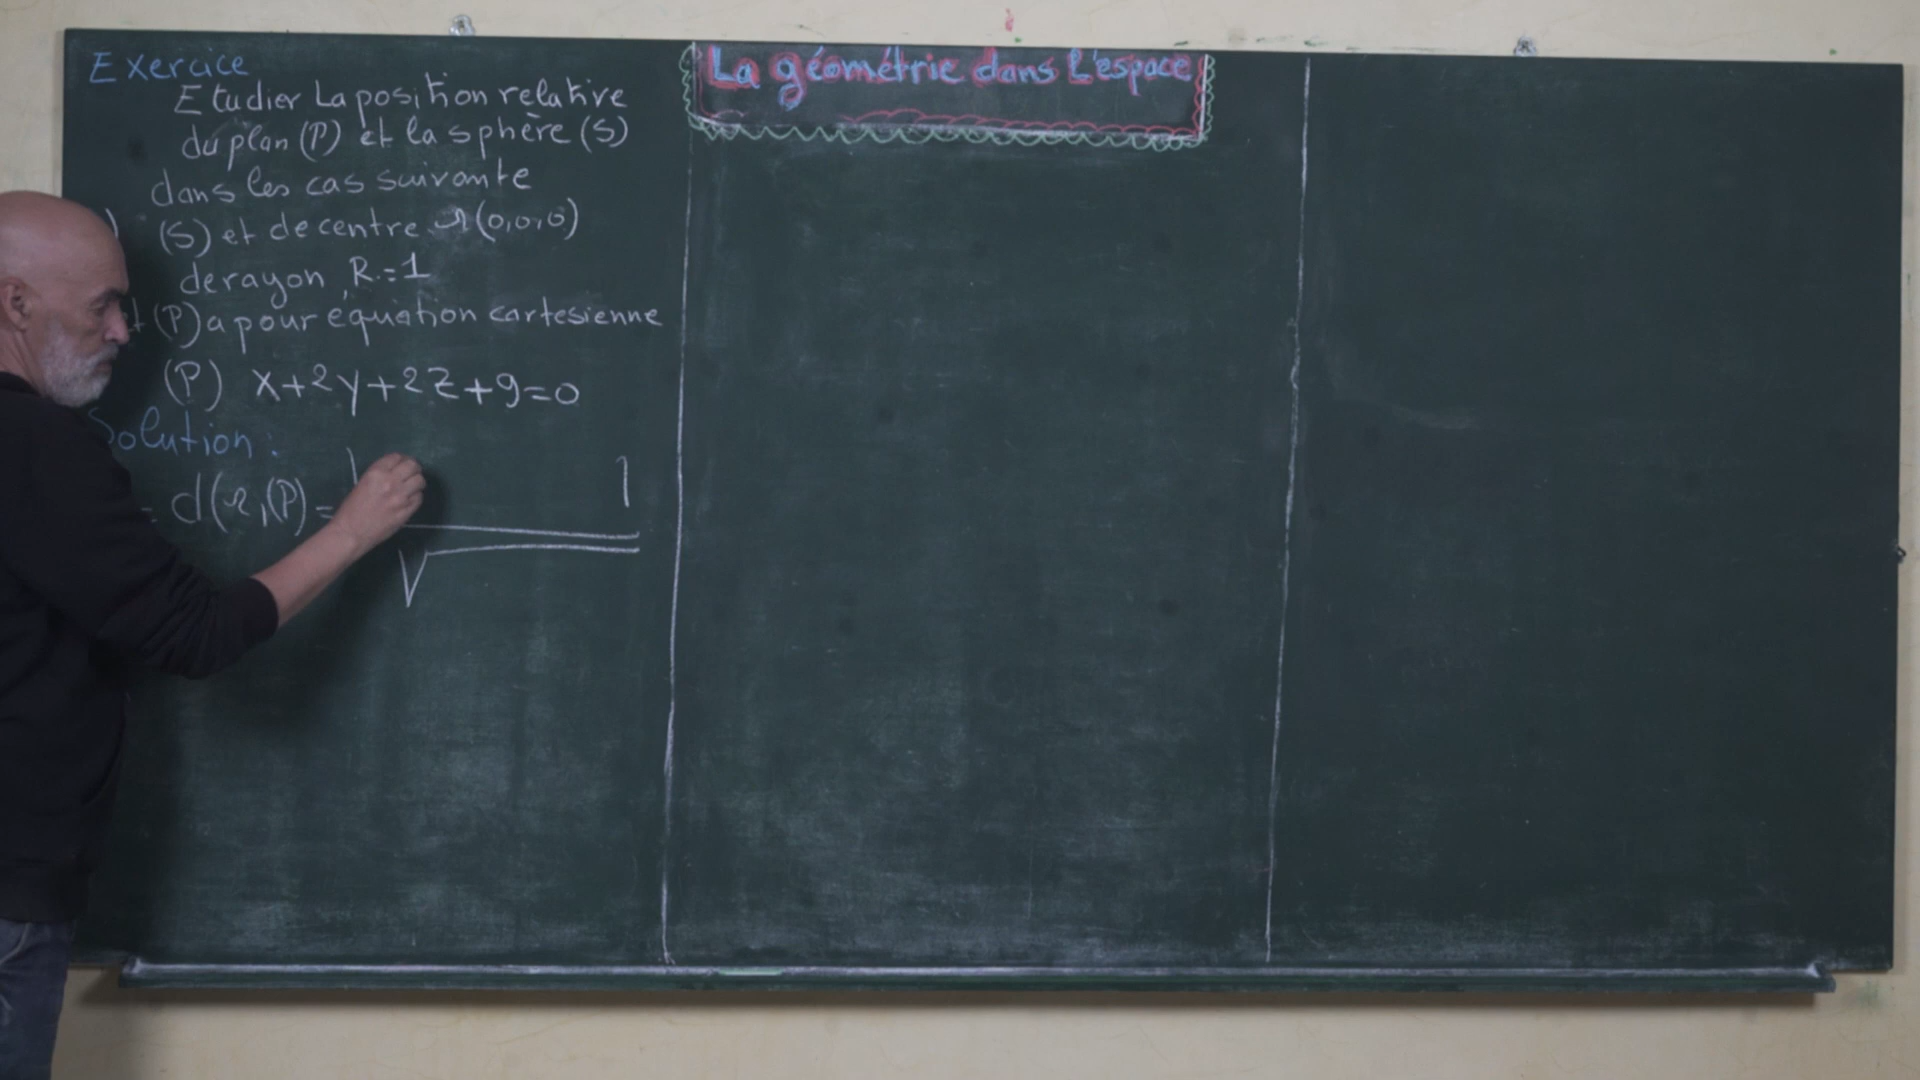 La géométrie dans l'espace
Exercice
Etudier la position relative
du plan (P) et la sphère (S)
dans les cas suivante
(S) et de centre Ω(0,0,0)
de rayon R=1
(P) a pour équation cartesienne
(P) x+2y+2z+9=0
Solution:
= d(Ω,(P) = | |
√